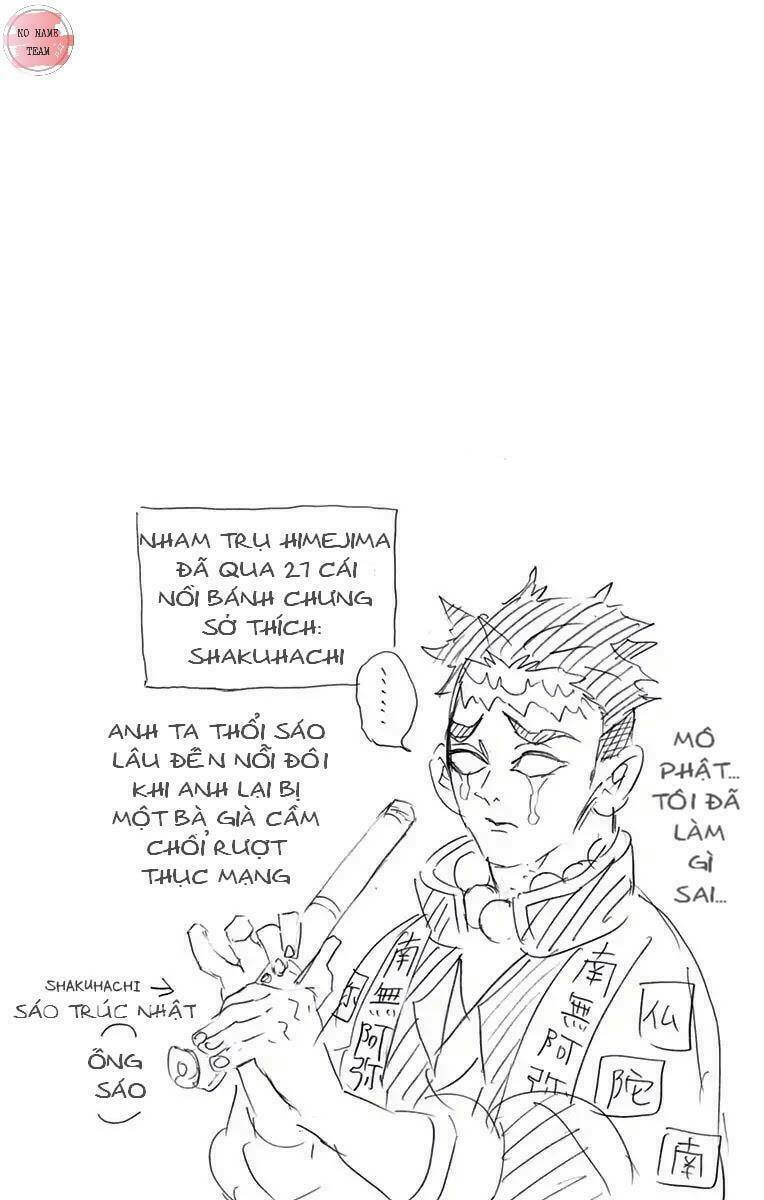 NO NAME
TEAM
NHAM TRỤ HIMEJIMA
ĐÃ QUA 27 CÁI
NỒI BÁNH CHƯNG
SỞ THÍCH:
SHAKUHACHI
......
ANH TA THỔI SÁO
LÂU ĐẾN NỖI ĐÔI
KHI ANH LẠI BỊ
MỘT BÀ GIÀ CẦM
CHỔI RƯỢT
THỤC MẠNG
MÔ
PHẬT...
TÔI ĐÃ
LÀM
GÌ
SAI...
SHAKUHACHI →
SÁO TRÚC NHẬT
ỐNG
SÁO
南無阿弥
尓
南無阿弥
仏
陀
南